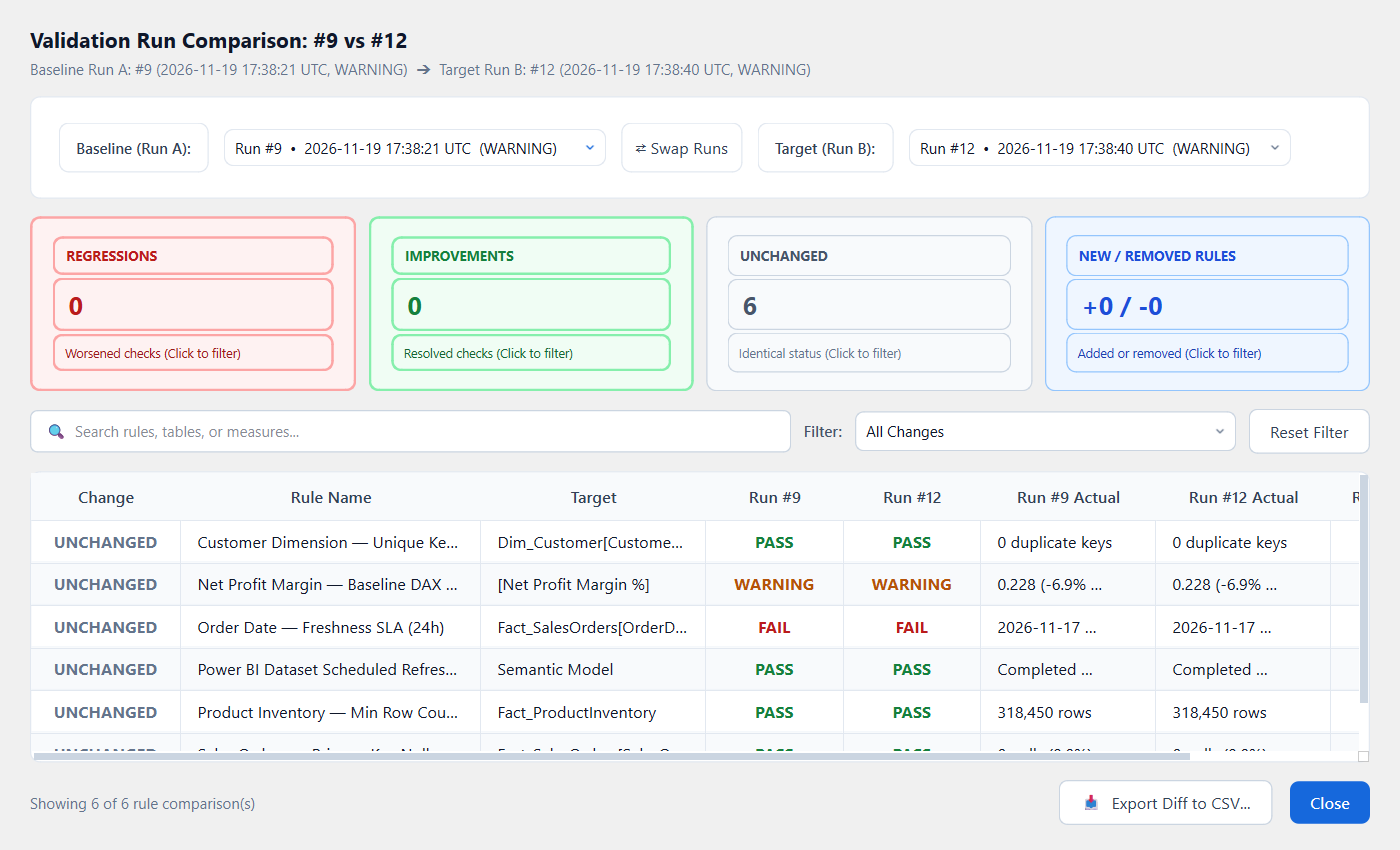 Validation Run Comparison: #9 vs #12
Baseline Run A: #9 (2026-11-19 17:38:21 UTC, WARNING) ➔ Target Run B: #12 (2026-11-19 17:38:40 UTC, WARNING)
Baseline (Run A): Run #9 • 2026-11-19 17:38:21 UTC (WARNING) ⇄ Swap Runs Target (Run B): Run #12 • 2026-11-19 17:38:40 UTC (WARNING)
REGRESSIONS IMPROVEMENTS UNCHANGED NEW / REMOVED RULES
0 0 6 +0 / -0
Worsened checks (Click to filter) Resolved checks (Click to filter) Identical status (Click to filter) Added or removed (Click to filter)
Search rules, tables, or measures... Filter: All Changes Reset Filter
Change Rule Name Target Run #9 Run #12 Run #9 Actual Run #12 Actual
UNCHANGED Customer Dimension — Unique Ke... Dim_Customer[Custome... PASS PASS 0 duplicate keys 0 duplicate keys
UNCHANGED Net Profit Margin — Baseline DAX ... [Net Profit Margin %] WARNING WARNING 0.228 (-6.9% ... 0.228 (-6.9% ...
UNCHANGED Order Date — Freshness SLA (24h) Fact_SalesOrders[OrderD... FAIL FAIL 2026-11-17 ... 2026-11-17 ...
UNCHANGED Power BI Dataset Scheduled Refres... Semantic Model PASS PASS Completed ... Completed ...
UNCHANGED Product Inventory — Min Row Cou... Fact_ProductInventory PASS PASS 318,450 rows 318,450 rows
UNCHANGED PASS PASS
Showing 6 of 6 rule comparison(s) Export Diff to CSV... Close